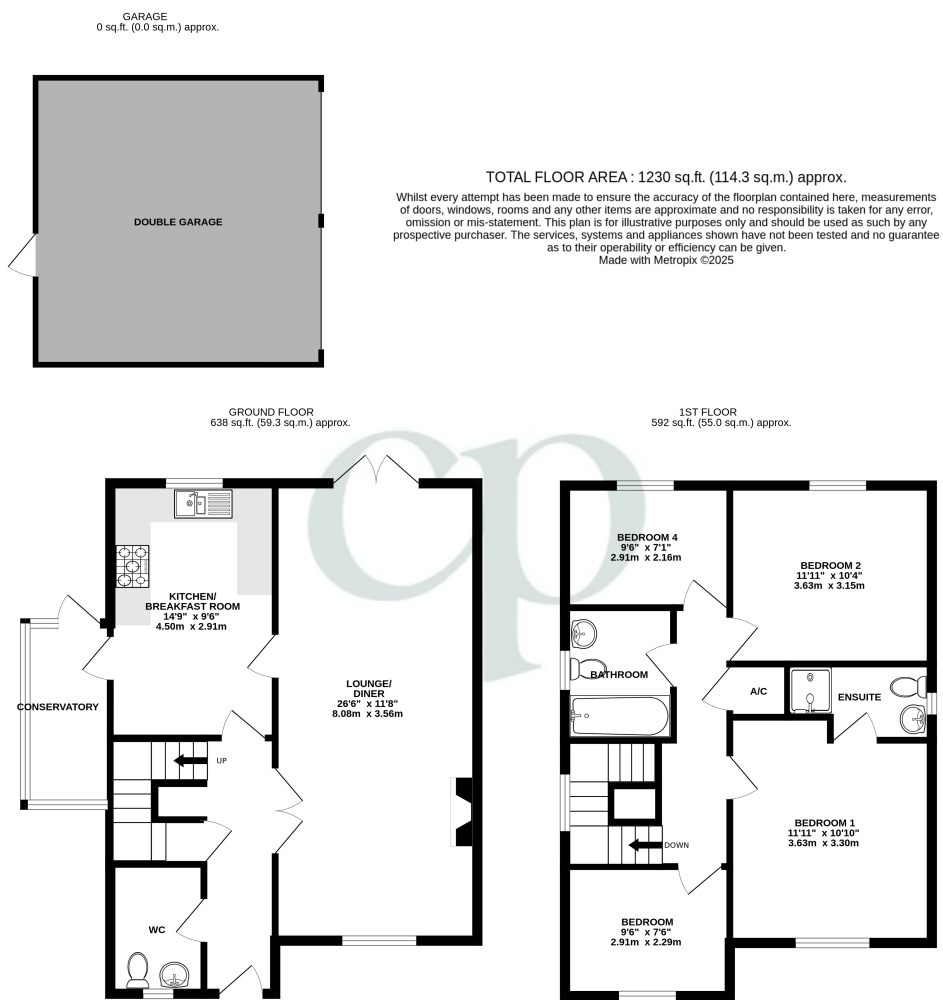 GARAGE
0 sq.ft. (0.0 sq.m.) approx.
DOUBLE GARAGE
TOTAL FLOOR AREA : 1230 sq.ft. (114.3 sq.m.) approx.
Whilst every attempt has been made to ensure the accuracy of the floorplan contained here, measurements
of doors, windows, rooms and any other items are approximate and no responsibility is taken for any error,
omission or mis-statement. This plan is for illustrative purposes only and should be used as such by any
prospective purchaser. The services, systems and appliances shown have not been tested and no guarantee
as to their operability or efficiency can be given.
Made with Metropix ©2025
GROUND FLOOR
638 sq.ft. (59.3 sq.m.) approx.
KITCHEN/
BREAKFAST ROOM
14'9" x 9'6"
4.50m x 2.91m
CONSERVATORY
LOUNGE/
DINER
26'6" x 11'8"
8.08m x 3.56m
UP
WC
1ST FLOOR
592 sq.ft. (55.0 sq.m.) approx.
BEDROOM 4
9'6" x 7'1"
2.91m x 2.16m
BEDROOM 2
11'11" x 10'4"
3.63m x 3.15m
BATHROOM
A/C
ENSUITE
BEDROOM 1
11'11" x 10'10"
3.63m x 3.30m
DOWN
BEDROOM
9'6" x 7'6"
2.91m x 2.29m
cp